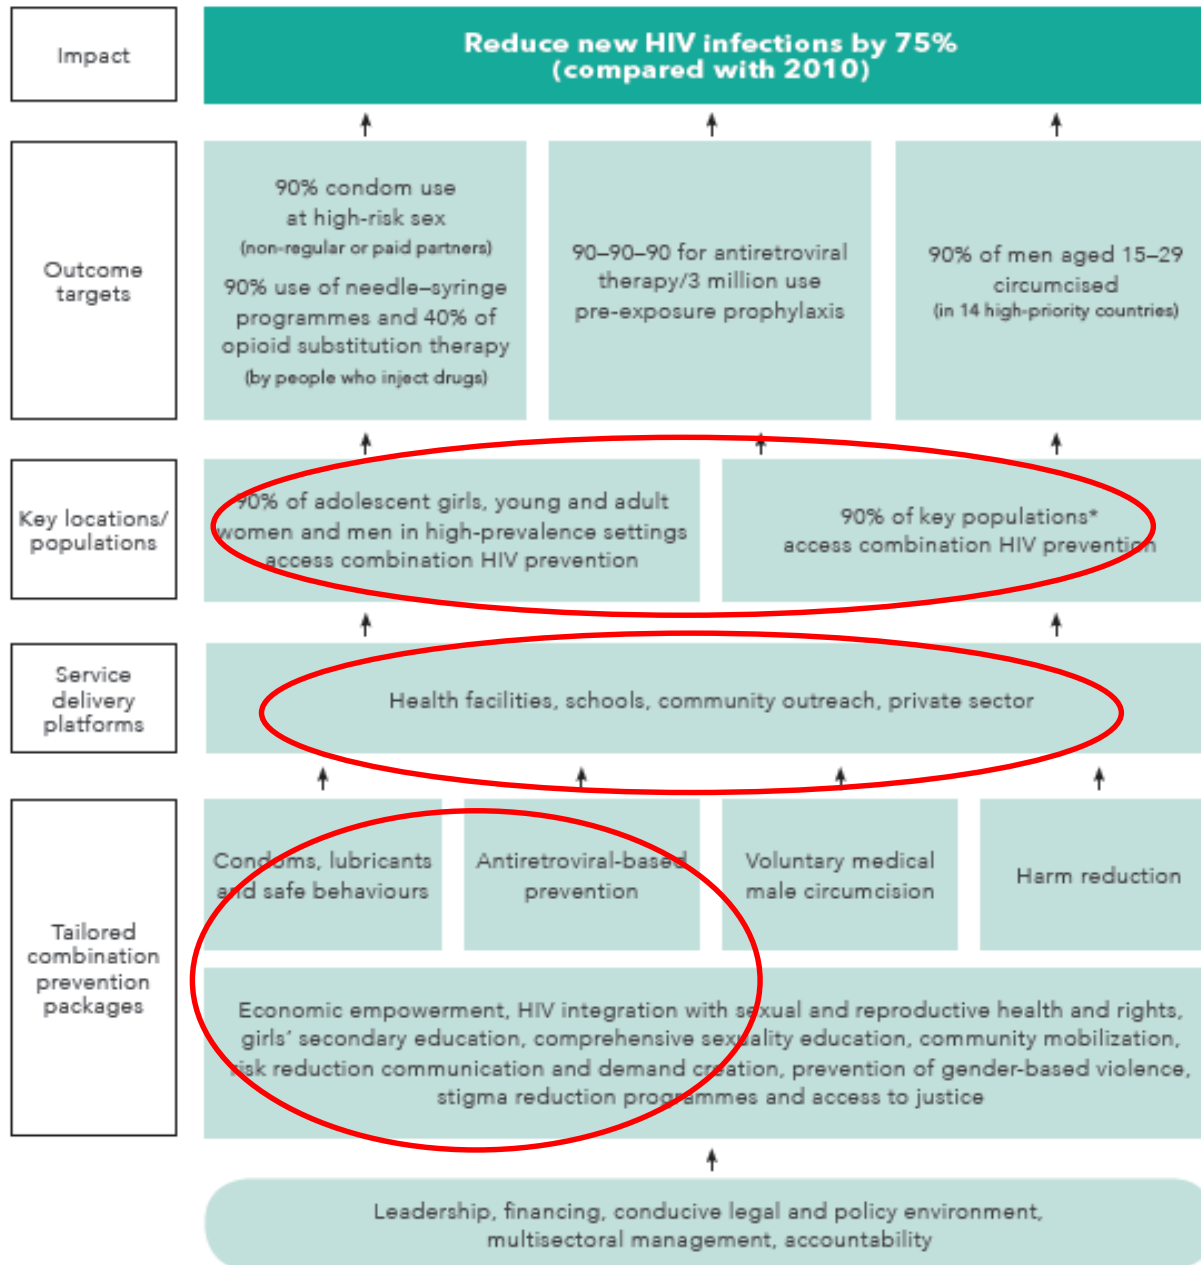 Impact
Reduce new HIV infections by 75%
(compared with 2010)
Outcome
targets
90% condom use
at high-risk sex
(non-regular or paid partners)
90% use of needle–syringe
programmes and 40% of
opioid substitution therapy
(by people who inject drugs)
90–90–90 for antiretroviral
therapy/3 million use
pre-exposure prophylaxis
90% of men aged 15–29
circumcised
(in 14 high-priority countries)
Key locations/
populations
90% of adolescent girls, young and adult
women and men in high-prevalence settings
access combination HIV prevention
90% of key populations*
access combination HIV prevention
Service
delivery
platforms
Health facilities, schools, community outreach, private sector
Tailored
combination
prevention
packages
Condoms, lubricants
and safe behaviours
Antiretroviral-based
prevention
Voluntary medical
male circumcision
Harm reduction
Economic empowerment, HIV integration with sexual and reproductive health and rights,
girls’ secondary education, comprehensive sexuality education, community mobilization,
risk reduction communication and demand creation, prevention of gender-based violence,
stigma reduction programmes and access to justice
Leadership, financing, conducive legal and policy environment,
multisectoral management, accountability